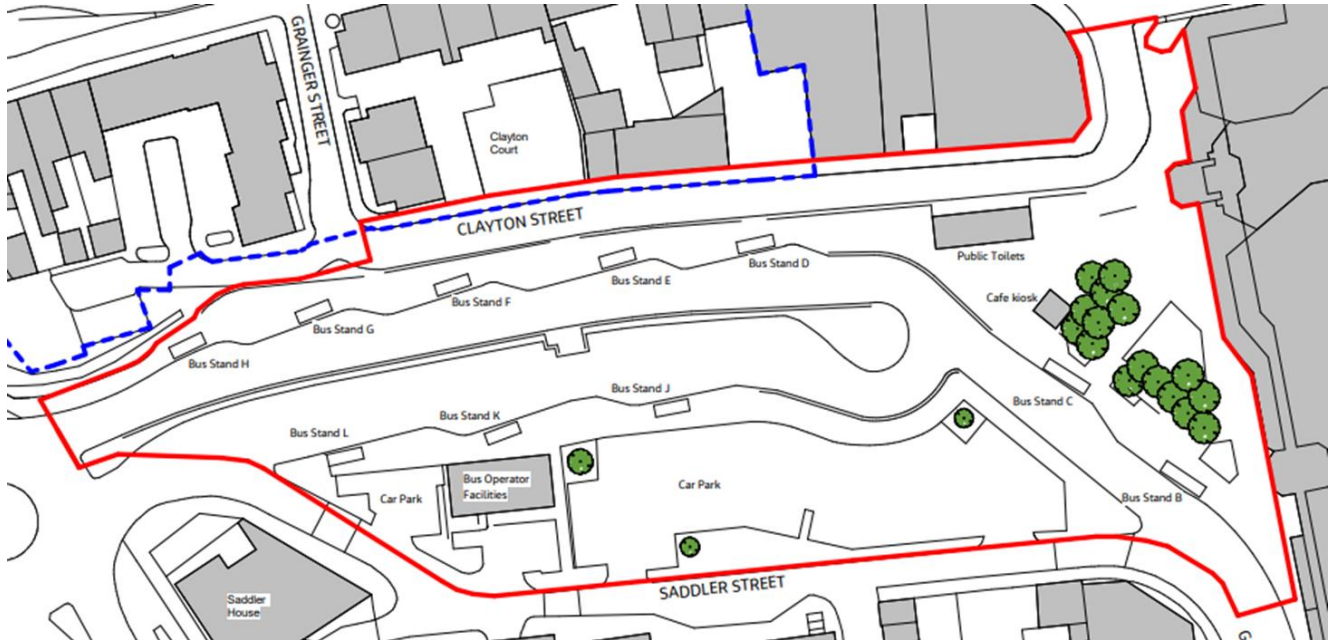 GRAINGER STREET
Clayton
Court
CLAYTON STREET
Public Toilets
Bus Stand D
Bus Stand E
Cafe kiosk
Bus Stand F
Bus Stand G
Bus Stand H
Bus Stand J
Bus Stand C
Bus Stand K
Bus Stand L
Bus Operator
Facilities
Car Park
Car Park
Bus Stand B
SADDLER STREET
Saddler
House